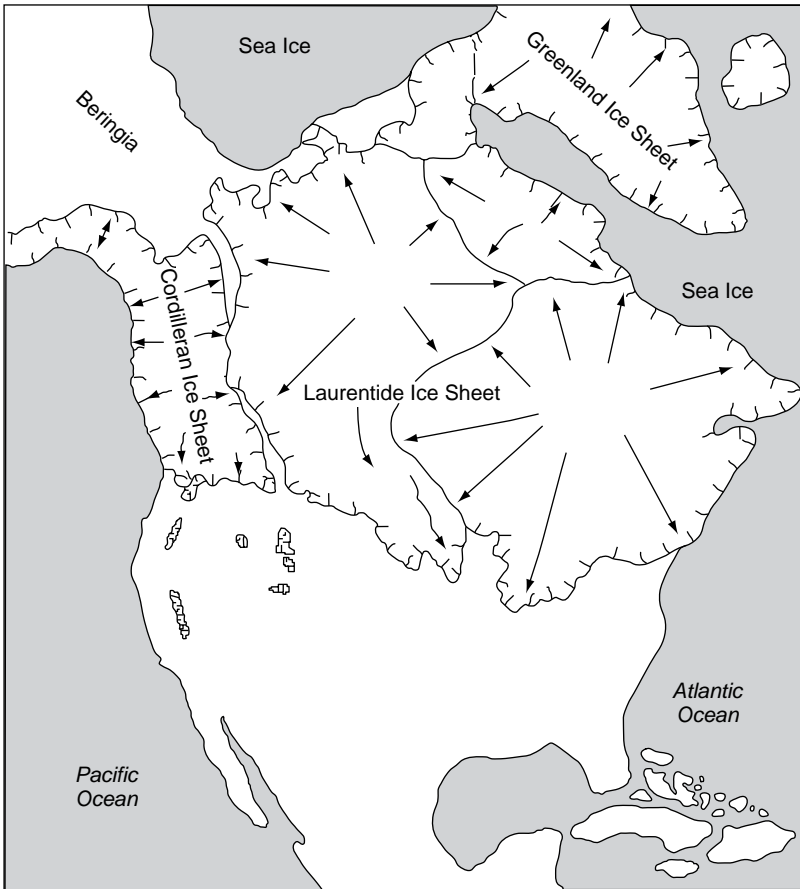 Sea Ice
Greenland Ice Sheet
Beringia
Sea Ice
Cordilleran Ice Sheet
Laurentide Ice Sheet
Atlantic
Ocean
Pacific
Ocean